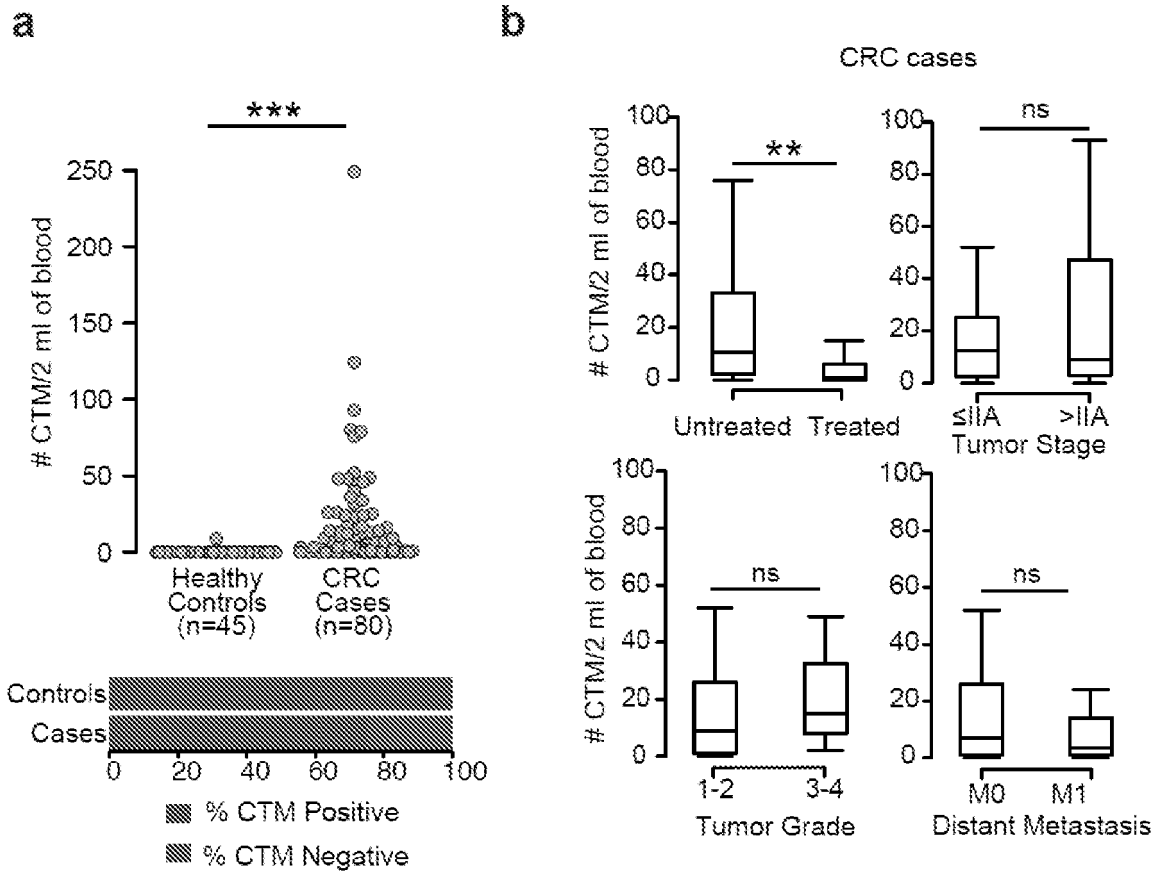 a
***
# CTM/2 ml of blood
250
200
150
100
50
0
Healthy
Controls
(n=45)
CRC
Cases
(n=80)
Controls
Cases
0 20 40 60 80 100
% CTM Positive
% CTM Negative
b
CRC cases
# CTM/2 ml of blood
100
80
60
40
20
0
**
Untreated Treated
100
80
60
40
20
0
ns
≤IIA >IIA
Tumor Stage
# CTM/2 ml of blood
100
80
60
40
20
0
ns
1-2 3-4
Tumor Grade
100
80
60
40
20
0
ns
M0 M1
Distant Metastasis